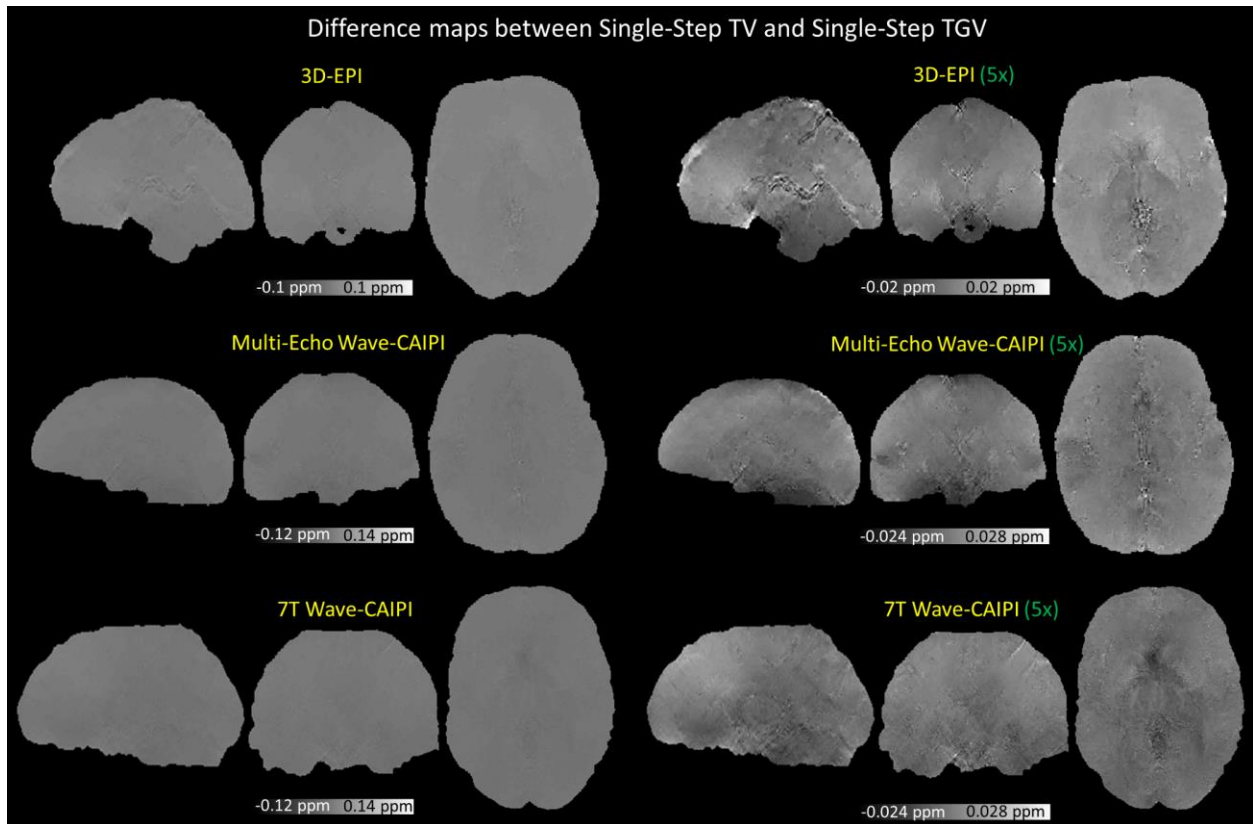 Difference maps between Single-Step TV and Single-Step TGV
3D-EPI
3D-EPI (5x)
-0.1 ppm 0.1 ppm
-0.02 ppm 0.02 ppm
Multi-Echo Wave-CAIPI
Multi-Echo Wave-CAIPI (5x)
-0.12 ppm 0.14 ppm
-0.024 ppm 0.028 ppm
7T Wave-CAIPI
7T Wave-CAIPI (5x)
-0.12 ppm 0.14 ppm
-0.024 ppm 0.028 ppm